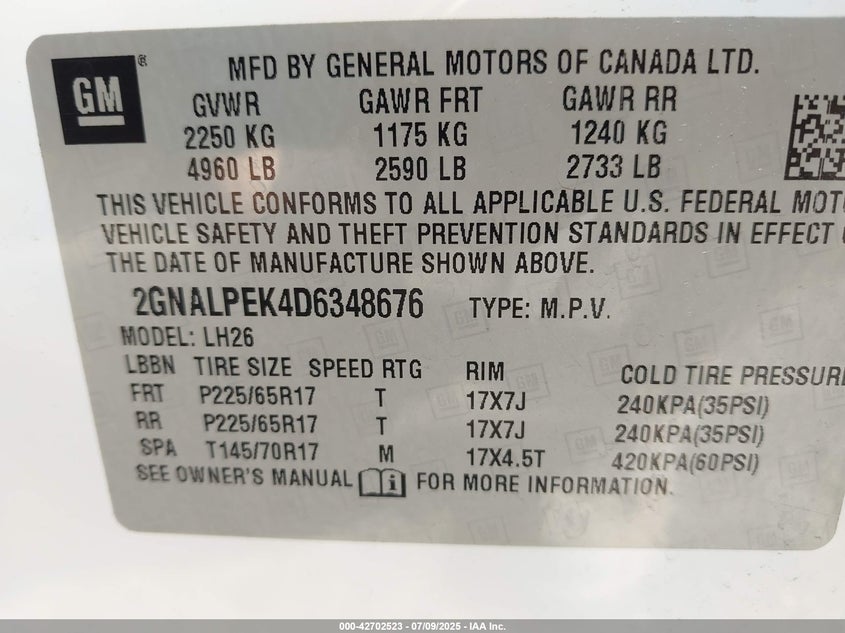 GM ®
MFD BY GENERAL MOTORS OF CANADA LTD.
GVWR GAWR FRT GAWR RR
2250 KG 1175 KG 1240 KG
4960 LB 2590 LB 2733 LB
THIS VEHICLE CONFORMS TO ALL APPLICABLE U.S. FEDERAL MOT
VEHICLE SAFETY AND THEFT PREVENTION STANDARDS IN EFFECT
THE DATE OF MANUFACTURE SHOWN ABOVE.
2GNALPEK4D6348676 TYPE: M.P.V.
MODEL: LH26
LBBN TIRE SIZE SPEED RTG RIM COLD TIRE PRESSURE
FRT P225/65R17 T 17X7J 240KPA(35PSI)
RR P225/65R17 T 17X7J 240KPA(35PSI)
SPA T145/70R17 M 17X4.5T 420KPA(60PSI)
SEE OWNER'S MANUAL i FOR MORE INFORMATION.
000-42702523 - 07/09/2025 - IAA Inc.